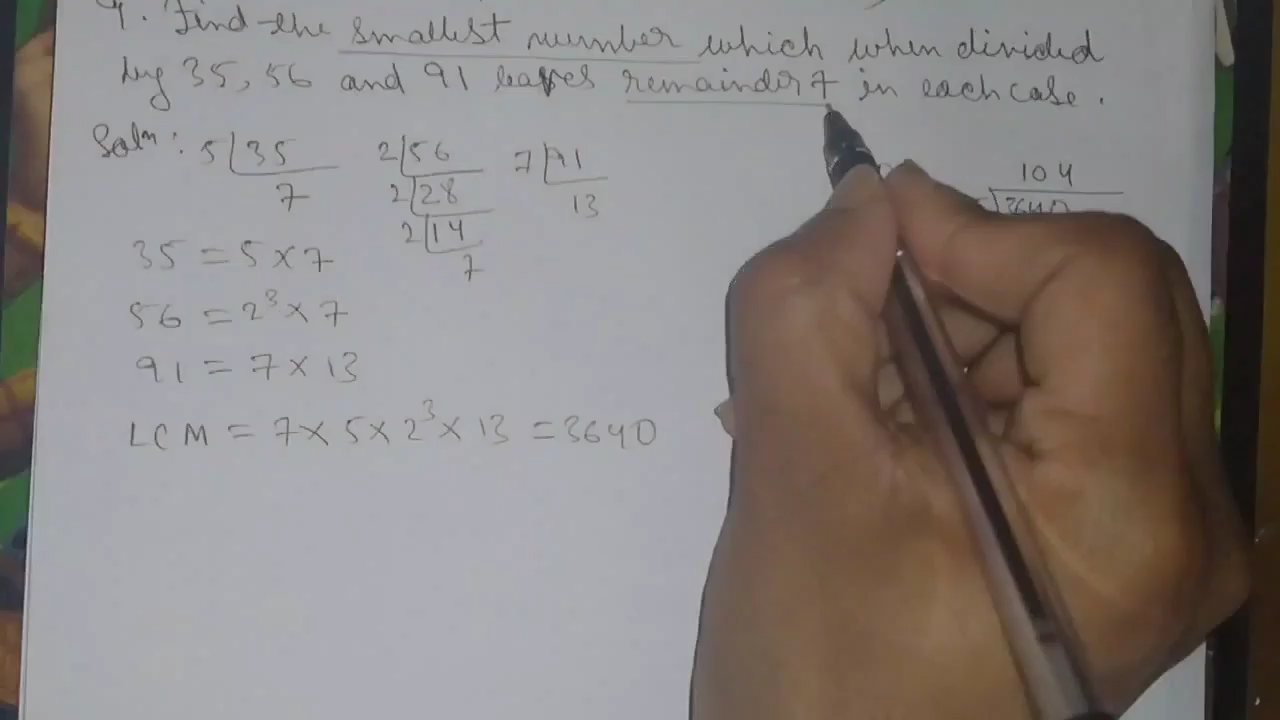 9. Find the smallest number which when divided
by 35, 56 and 91 leaves remainder 7 in each case.
Solⁿ: 5 35 2 56 7 91
7 2 28 13
2 14
7
104
3640
35 = 5 × 7
56 = 2³ × 7
91 = 7 × 13
LCM = 7 × 5 × 2³ × 13 = 3640